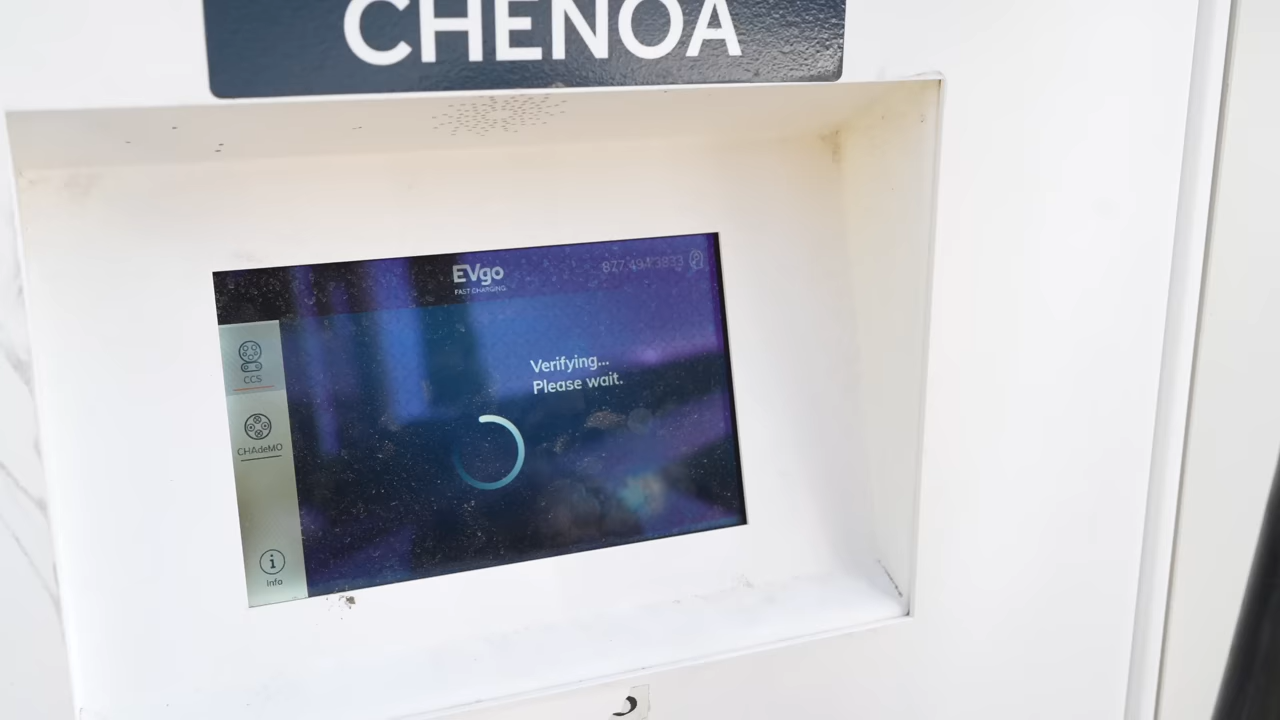 CHENOA
EVgo
FAST CHARGING
877.494.3833
CCS
Verifying...
Please wait.
CHAdeMO
Info